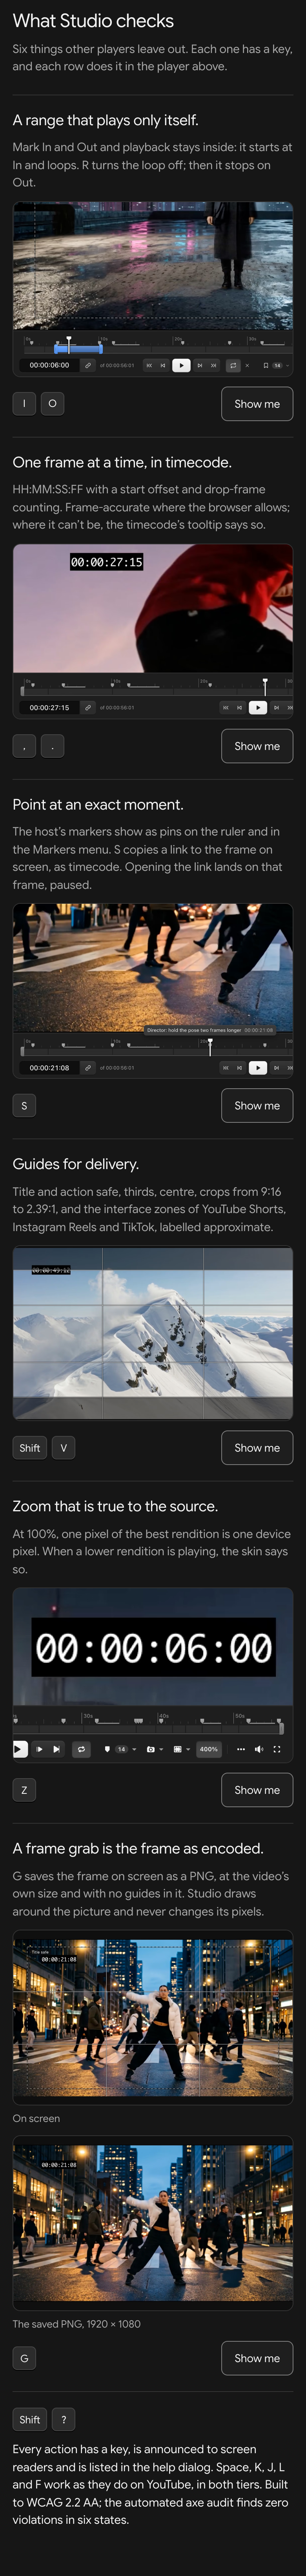 What Studio checks
Six things other players leave out. Each one has a key,
and each row does it in the player above.
A range that plays only itself.
Mark In and Out and playback stays inside: it starts at
In and loops. R turns the loop off; then it stops on
Out.
00:00:06:00
I O
Show me
One frame at a time, in timecode.
HH:MM:SS:FF with a start offset and drop-frame
counting. Frame-accurate where the browser allows;
where it can't be, the timecode's tooltip says so.
00:00:27:15
00:00:27:15
, .
Show me
Point at an exact moment.
The host's markers show as pins on the ruler and in
the Markers menu. S copies a link to the frame on
screen, as timecode. Opening the link lands on that
frame, paused.
Director: hold the pose two frames longer 00:00:21:08
00:00:21:08
S
Show me
Guides for delivery.
Title and action safe, thirds, centre, crops from 9:16
to 2.39:1, and the interface zones of YouTube Shorts,
Instagram Reels and TikTok, labelled approximate.
Shift V
Show me
Zoom that is true to the source.
At 100%, one pixel of the best rendition is one device
pixel. When a lower rendition is playing, the skin says
so.
00:00:06:00
30s 40s 50s
14 400%
Z
Show me
A frame grab is the frame as encoded.
G saves the frame on screen as a PNG, at the video's
own size and with no guides in it. Studio draws
around the picture and never changes its pixels.
Title safe
00:00:21:08
On screen
00:00:21:08
The saved PNG, 1920 × 1080
G
Show me
Shift ?
Every action has a key, is announced to screen
readers and is listed in the help dialog. Space, K, J, L
and F work as they do on YouTube, in both tiers. Built
to WCAG 2.2 AA; the automated axe audit finds zero
violations in six states.